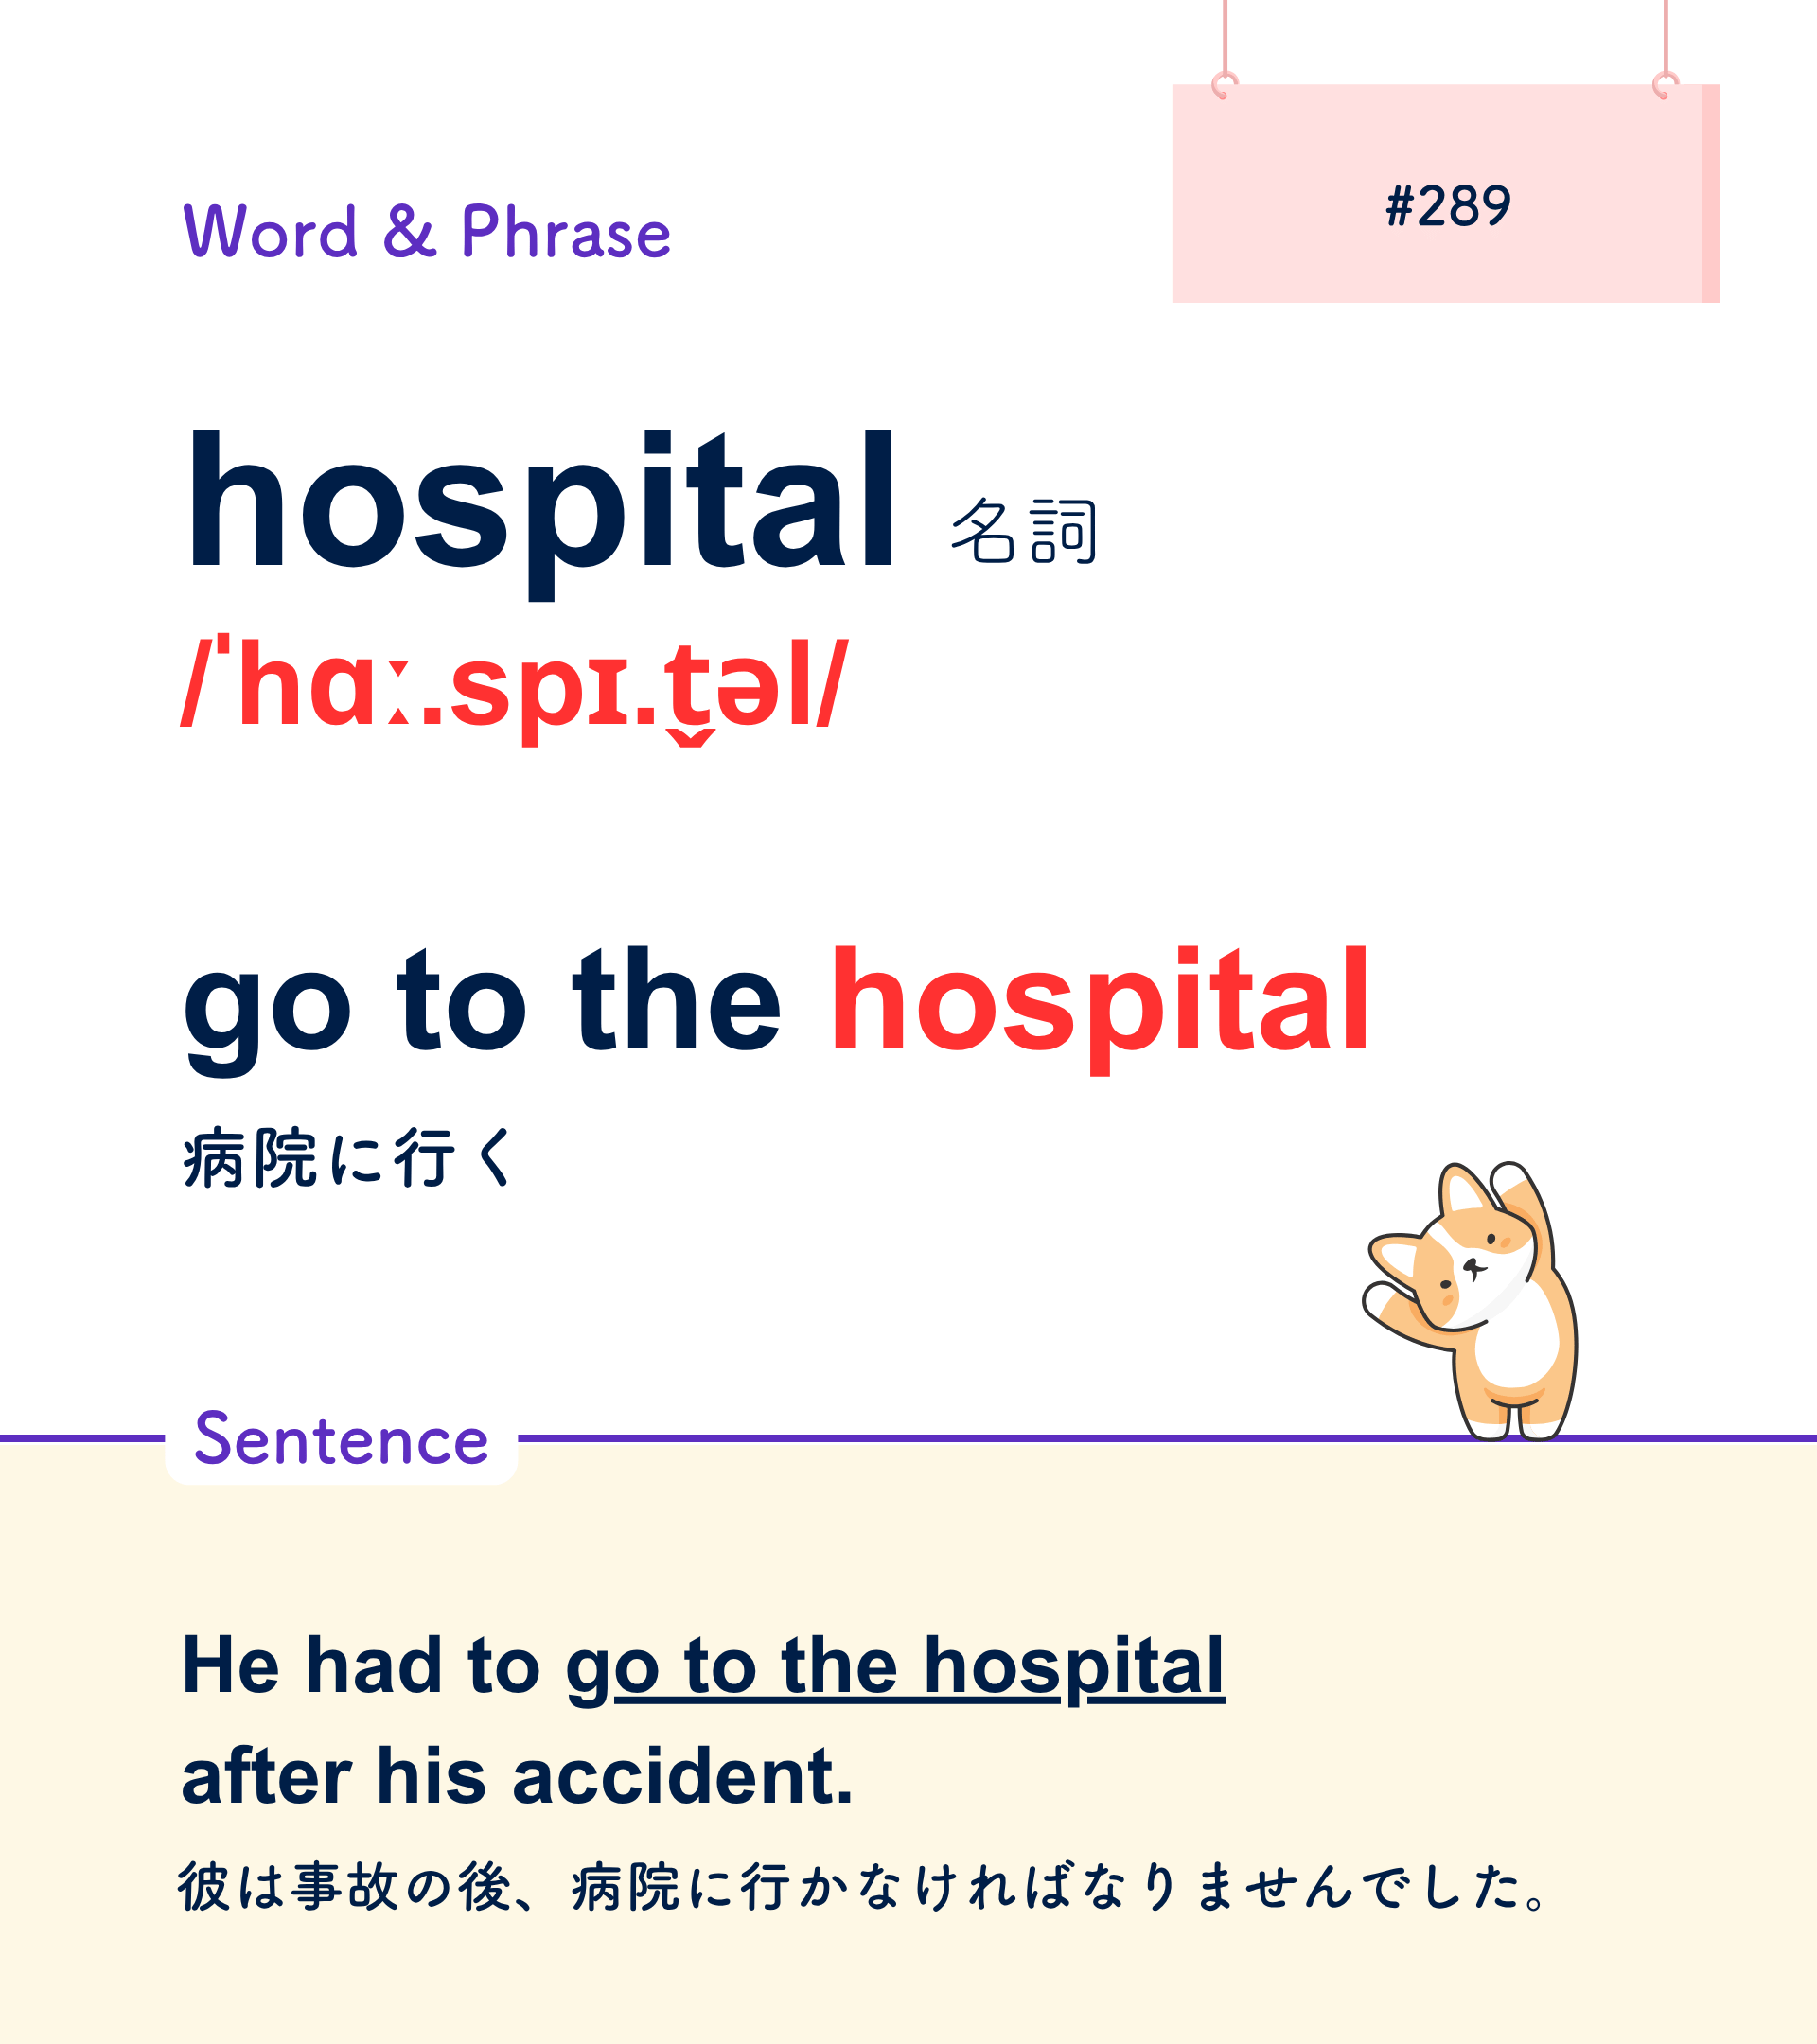 #289
Word & Phrase
hospital 名詞
/ˈhɑː.spɪ.t̬əl/
go to the hospital
病院に行く
Sentence
He had to go to the hospital
after his accident.
彼は事故の後、病院に行かなければなりませんでした。